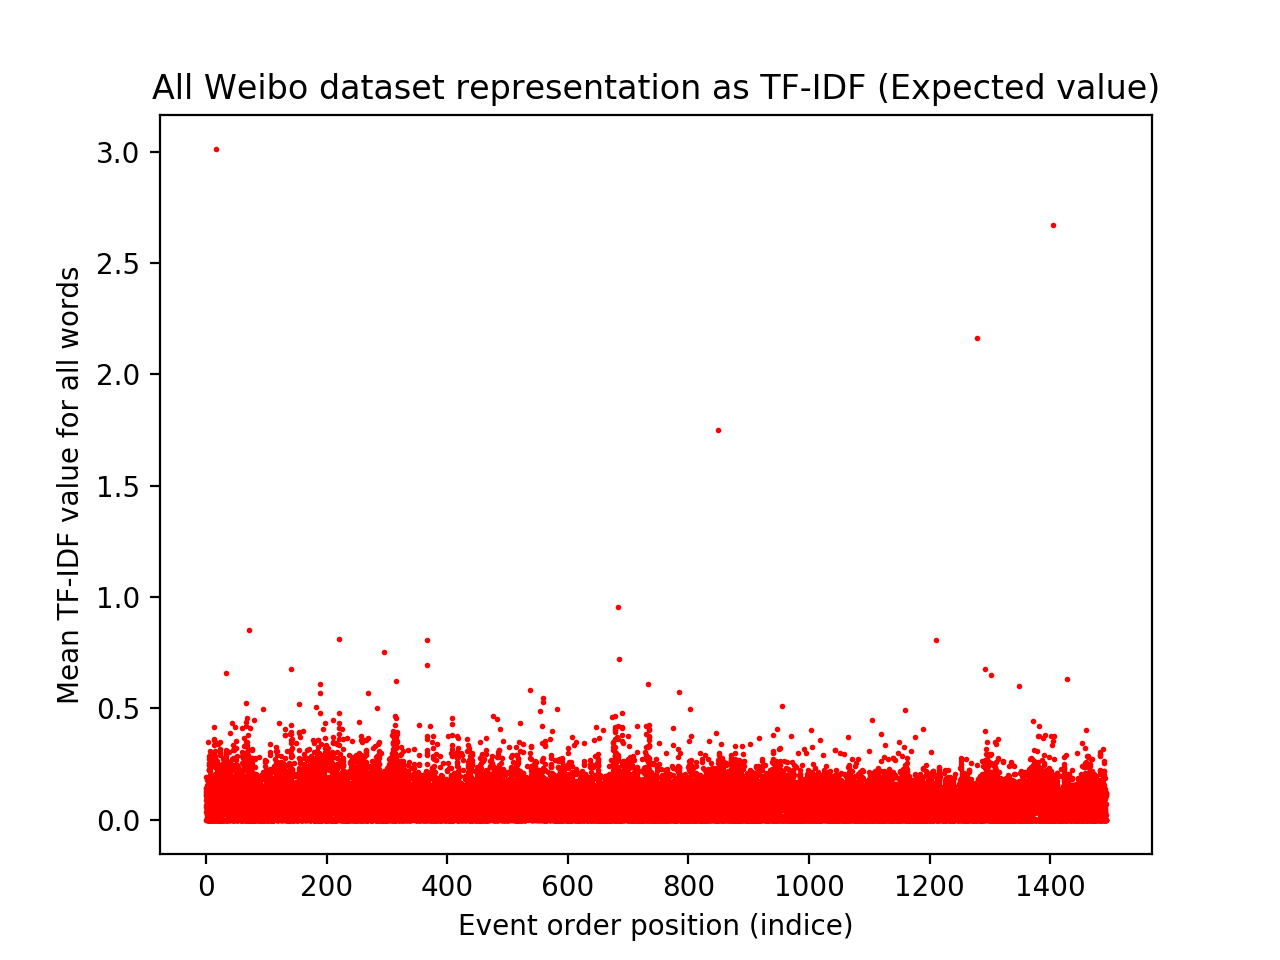 All Weibo dataset representation as TF-IDF (Expected value)
Mean TF-IDF value for all words
3.0
2.5
2.0
1.5
1.0
0.5
0.0
0 200 400 600 800 1000 1200 1400
Event order position (indice)